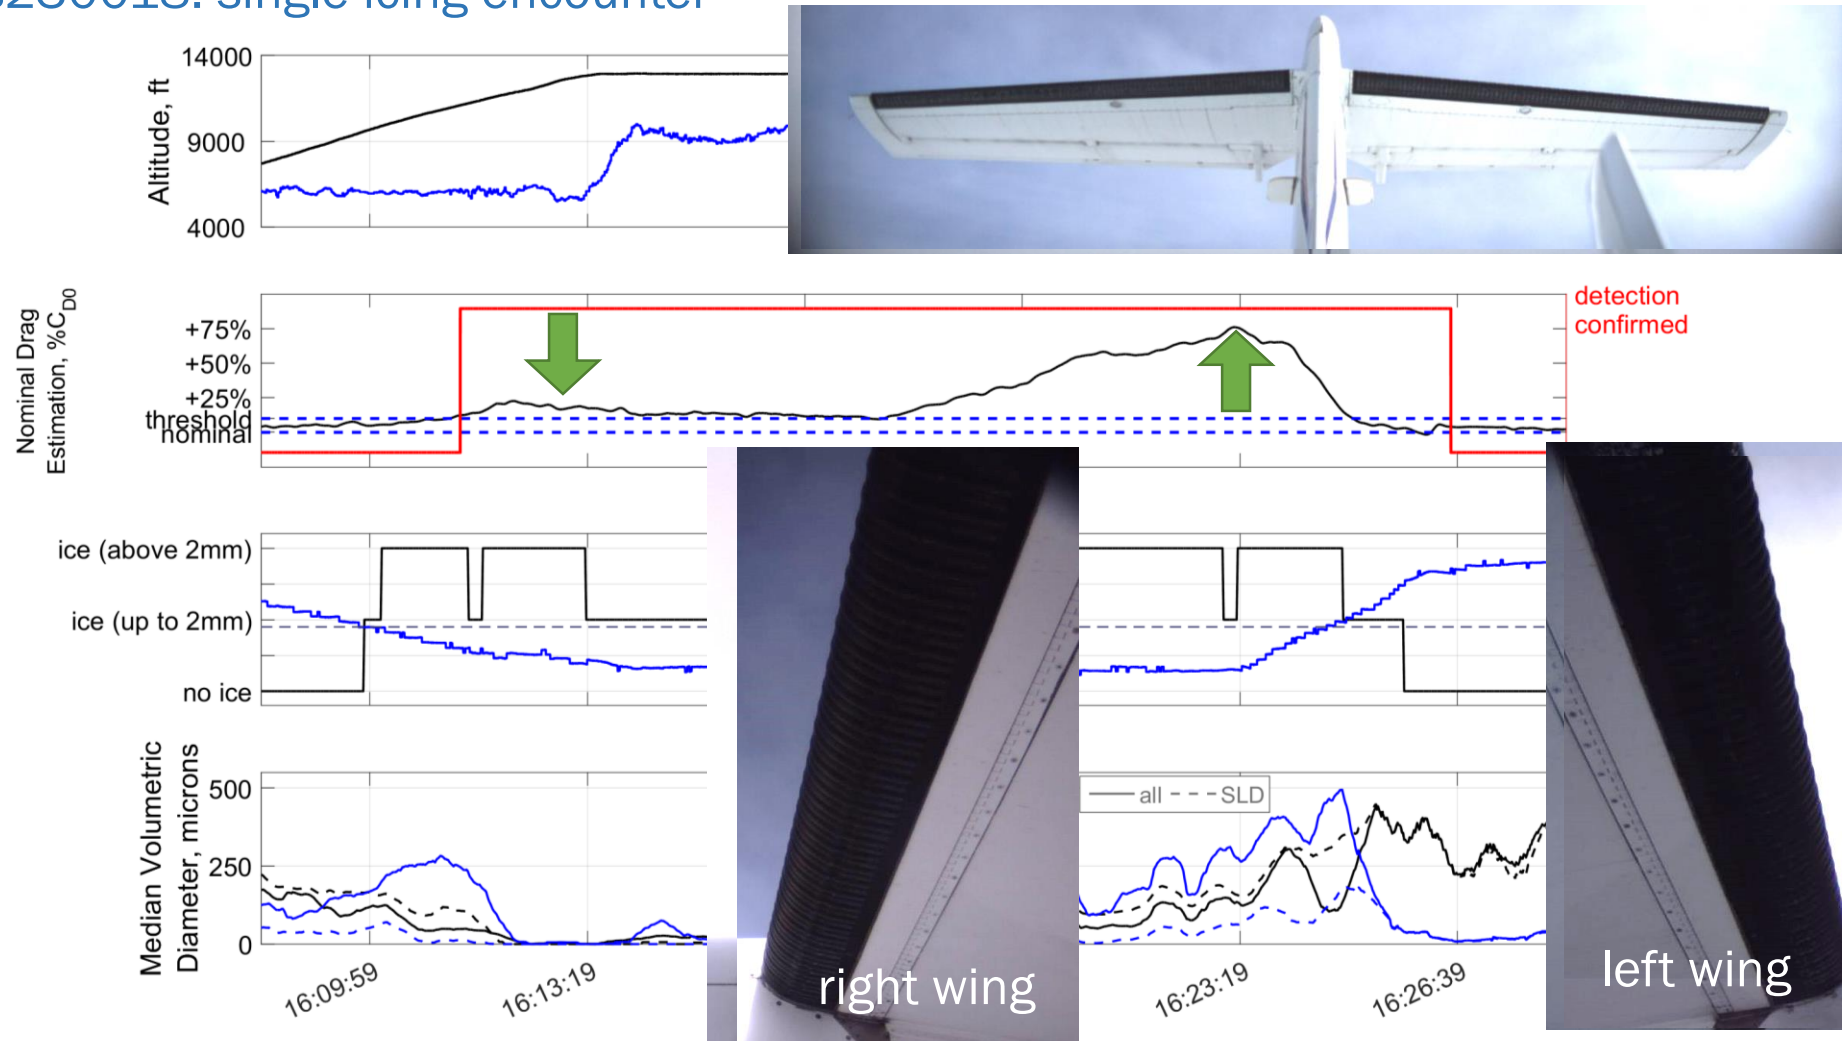 single icing encounter
14000
9000
4000
Altitude, ft
Nominal Drag
Estimation, %C_D0
+75%
+50%
+25%
threshold
nominal
detection
confirmed
ice (above 2mm)
ice (up to 2mm)
no ice
Median Volumetric
Diameter, microns
500
250
0
all
SLD
16:09:59
16:13:19
16:23:19
16:26:39
right wing
left wing